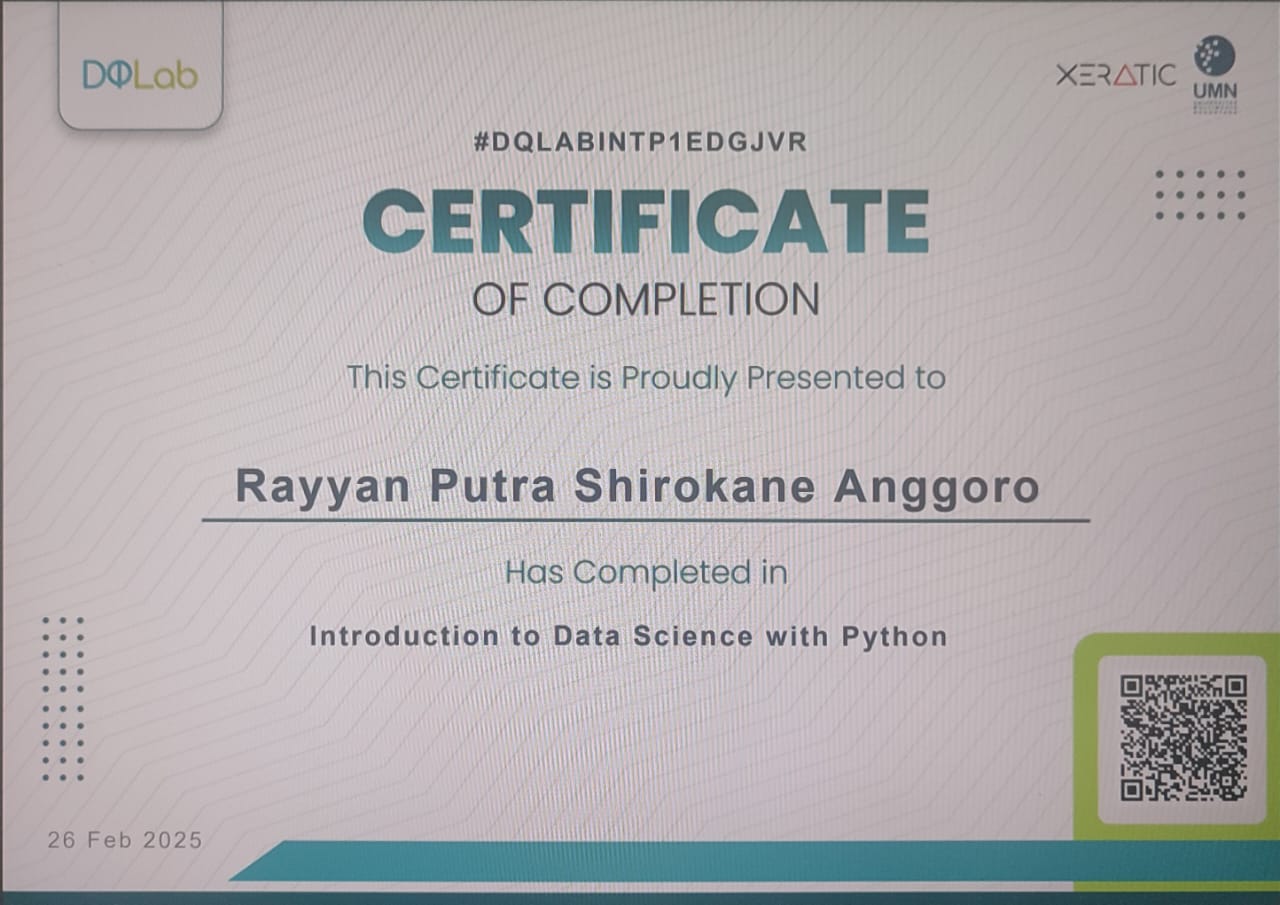 DQLab
XERATIC
UMN
#DQLABINTP1EDGJVR
CERTIFICATE
OF COMPLETION
This Certificate is Proudly Presented to
Rayyan Putra Shirokane Anggoro
Has Completed in
Introduction to Data Science with Python
26 Feb 2025